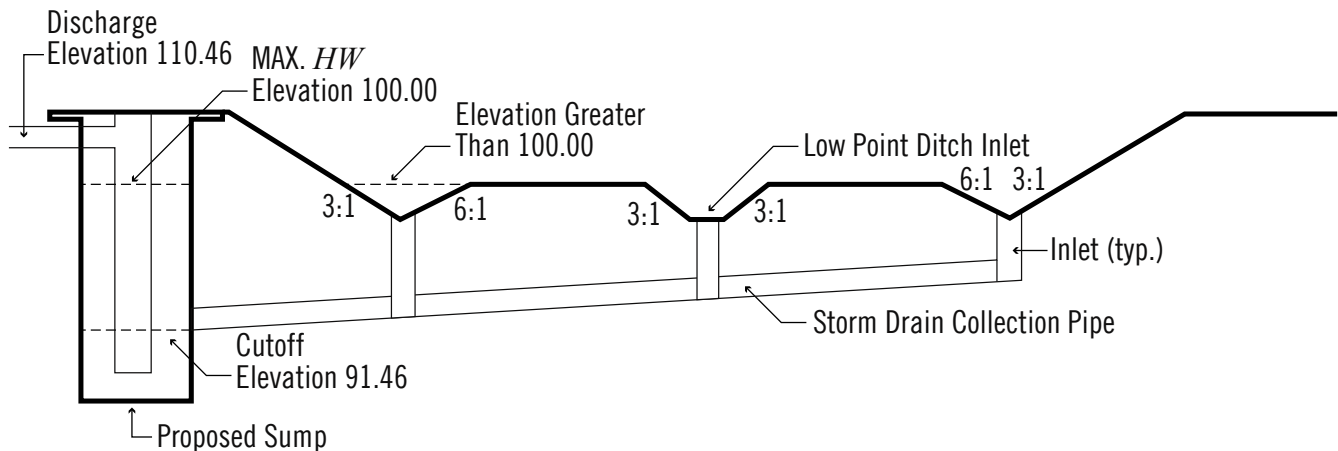 Discharge
Elevation 110.46
MAX. HW
Elevation 100.00
Elevation Greater
Than 100.00
Low Point Ditch Inlet
3:1
6:1
3:1
3:1
6:1
3:1
Inlet (typ.)
Storm Drain Collection Pipe
Cutoff
Elevation 91.46
Proposed Sump